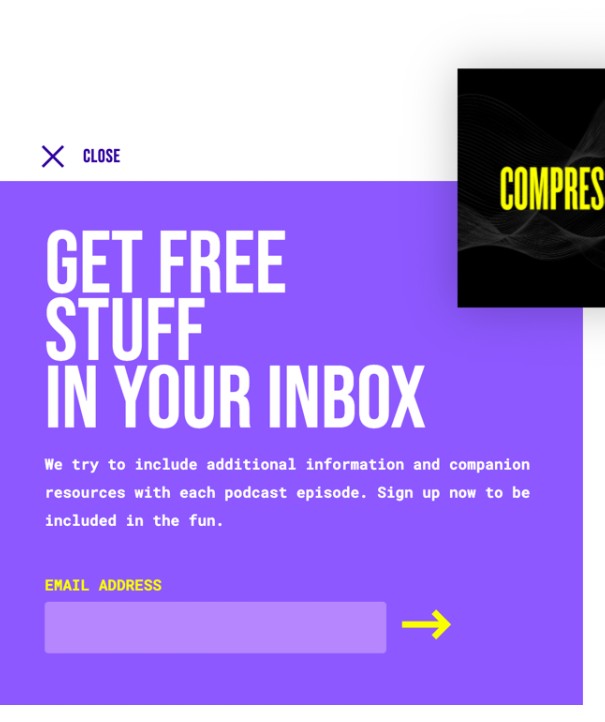 CLOSE
COMPRES
GET FREE
STUFF
IN YOUR INBOX
We try to include additional information and companion
resources with each podcast episode. Sign up now to be
included in the fun.
EMAIL ADDRESS